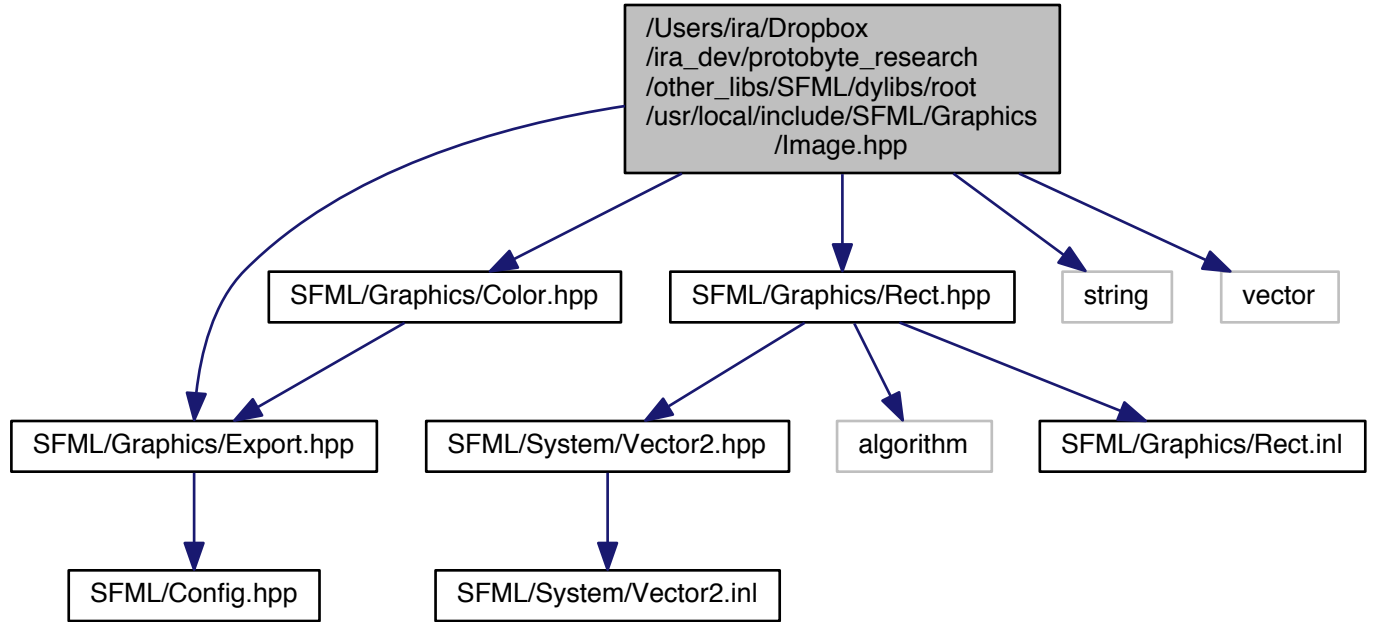 /Users/ira/Dropbox
/ira_dev/protobyte_research
/other_libs/SFML/dylibs/root
/usr/local/include/SFML/Graphics
/Image.hpp
SFML/Graphics/Color.hpp
SFML/Graphics/Rect.hpp
string
vector
SFML/Graphics/Export.hpp
SFML/System/Vector2.hpp
algorithm
SFML/Graphics/Rect.inl
SFML/Config.hpp
SFML/System/Vector2.inl